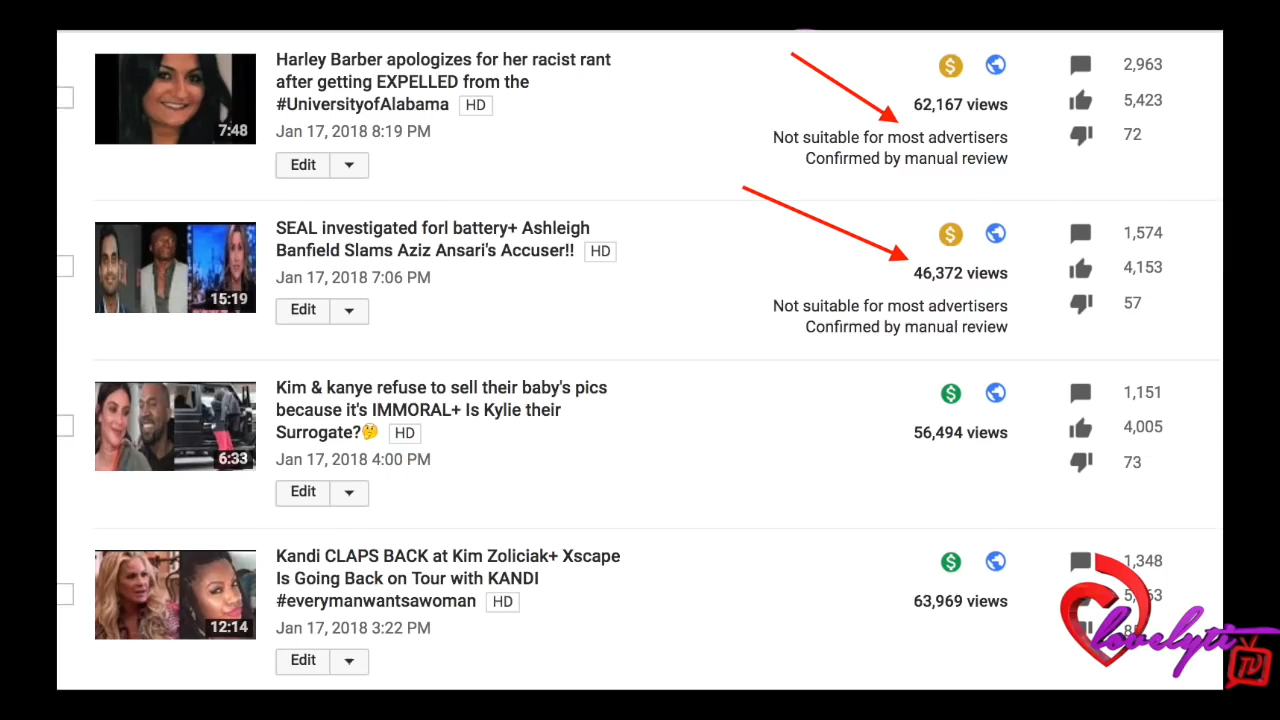 Harley Barber apologizes for her racist rant
after getting EXPELLED from the
#UniversityofAlabama HD
Jan 17, 2018 8:19 PM
Edit
7:48
62,167 views
Not suitable for most advertisers
Confirmed by manual review
2,963
5,423
72
SEAL investigated forl battery+ Ashleigh
Banfield Slams Aziz Ansari's Accuser!! HD
Jan 17, 2018 7:06 PM
Edit
15:19
46,372 views
Not suitable for most advertisers
Confirmed by manual review
1,574
4,153
57
Kim & kanye refuse to sell their baby's pics
because it's IMMORAL+ Is Kylie their
Surrogate?🤔 HD
Jan 17, 2018 4:00 PM
Edit
6:33
56,494 views
1,151
4,005
73
Kandi CLAPS BACK at Kim Zoliciak+ Xscape
Is Going Back on Tour with KANDI
#everymanwantsawoman HD
Jan 17, 2018 3:22 PM
Edit
12:14
63,969 views
1,348
lovelyti
TV